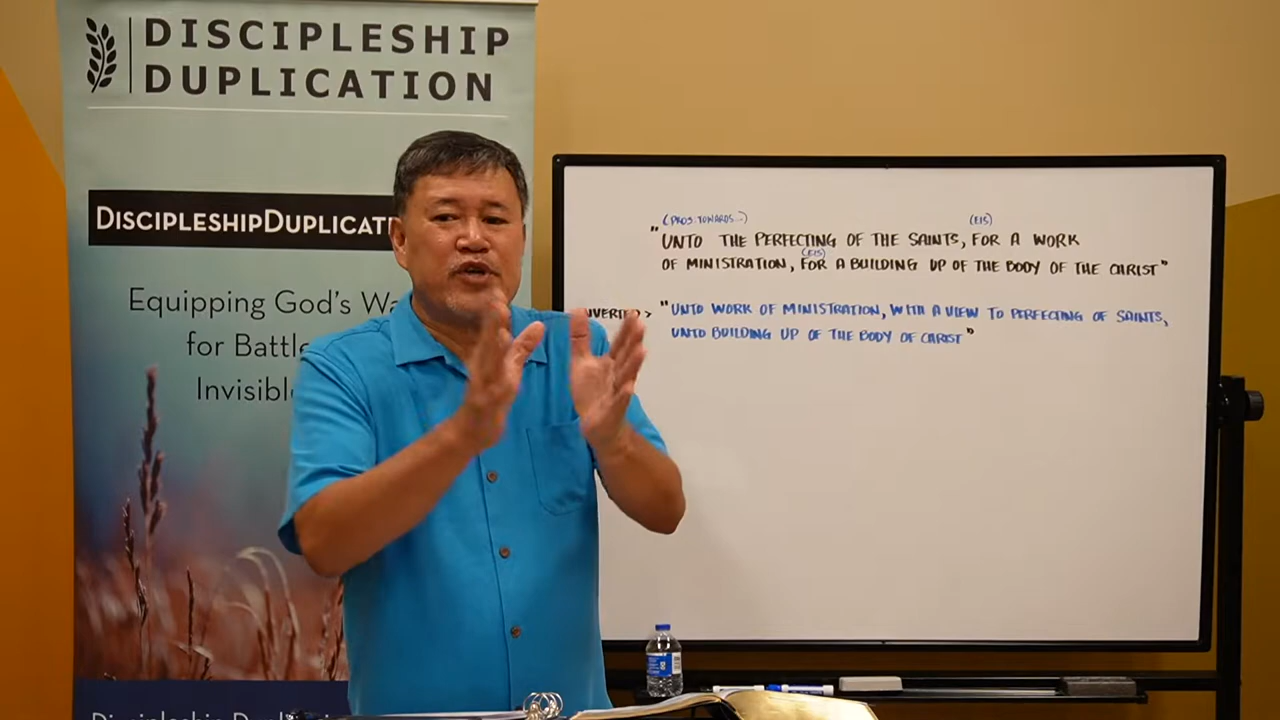 DISCIPLESHIP
DUPLICATION
DISCIPLESHIPDUPLICAT
Equipping God's Wa
for Battle
Invisibl
(PROS: TOWARDS...)
(EIS)
"UNTO THE PERFECTING OF THE SAINTS, FOR A WORK
(EIS)
OF MINISTRATION, FOR A BUILDING UP OF THE BODY OF THE CHRIST"
NVERTED > "UNTO WORK OF MINISTRATION, WITH A VIEW TO PERFECTING OF SAINTS,
UNTO BUILDING UP OF THE BODY OF CHRIST"